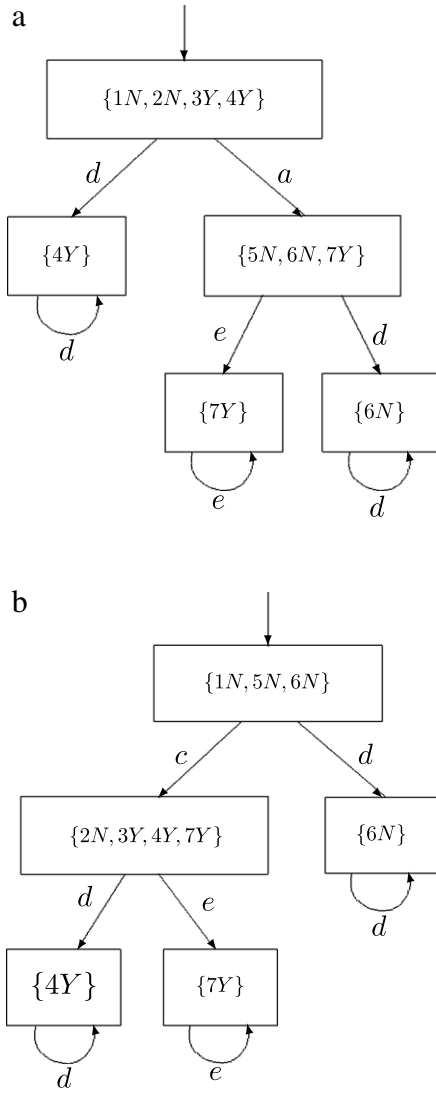 a
{1N, 2N, 3Y, 4Y}
d a
{4Y} {5N, 6N, 7Y}
d e d
{7Y} {6N}
e d
b
{1N, 5N, 6N}
c d
{2N, 3Y, 4Y, 7Y} {6N}
d e d
{4Y} {7Y}
d e